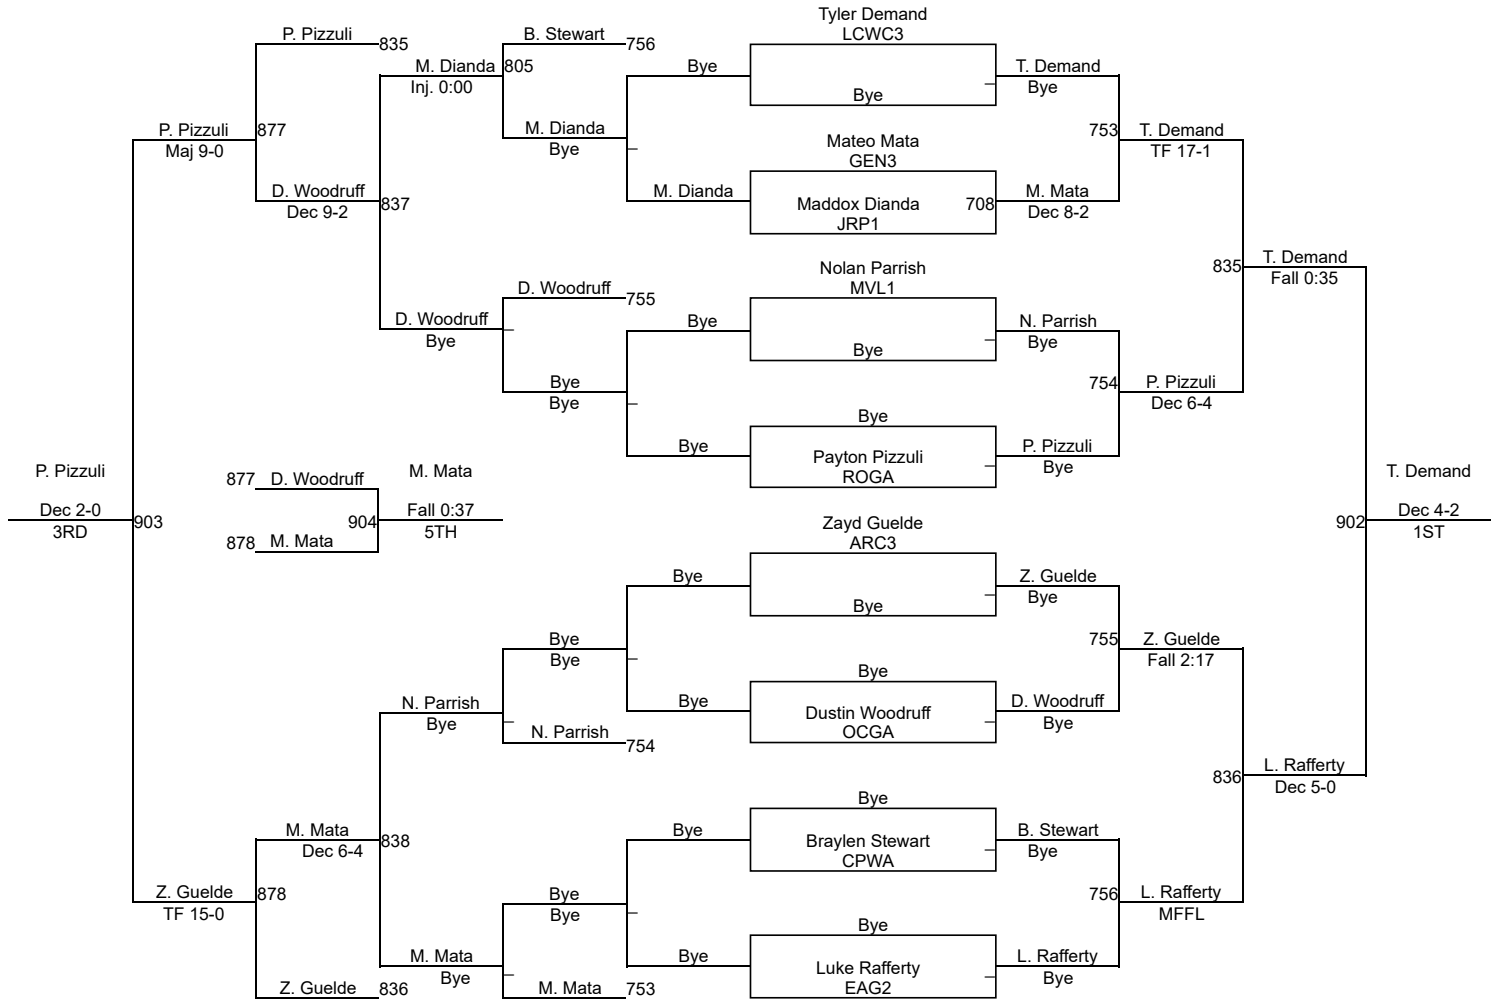 Tyler Demand
LCWC3
P. Pizzuli
835
B. Stewart
756
M. Dianda
805
Inj. 0:00
Bye
T. Demand
Bye
Bye
P. Pizzuli
877
Maj 9-0
M. Dianda
Bye
753
T. Demand
TF 17-1
Mateo Mata
GEN3
D. Woodruff
837
Dec 9-2
M. Dianda
Maddox Dianda
JRP1
708
M. Mata
Dec 8-2
835
T. Demand
Fall 0:35
Nolan Parrish
MVL1
D. Woodruff
755
D. Woodruff
Bye
Bye
Bye
N. Parrish
Bye
Bye
Bye
754
P. Pizzuli
Dec 6-4
Bye
Bye
Payton Pizzuli
ROGA
P. Pizzuli
Bye
P. Pizzuli
Dec 2-0
3RD
903
877
D. Woodruff
878
M. Mata
904
M. Mata
Fall 0:37
5TH
902
T. Demand
Dec 4-2
1ST
Zayd Guelde
ARC3
Bye
Bye
Z. Guelde
Bye
Bye
Bye
755
Z. Guelde
Fall 2:17
Bye
N. Parrish
Bye
N. Parrish
754
Bye
Dustin Woodruff
OCGA
D. Woodruff
Bye
836
L. Rafferty
Dec 5-0
Bye
M. Mata
838
Dec 6-4
Bye
Braylen Stewart
CPWA
B. Stewart
Bye
Z. Guelde
878
TF 15-0
Bye
Bye
756
L. Rafferty
MFFL
Bye
M. Mata
Bye
Bye
Luke Rafferty
EAG2
L. Rafferty
Bye
Z. Guelde
836
M. Mata
753